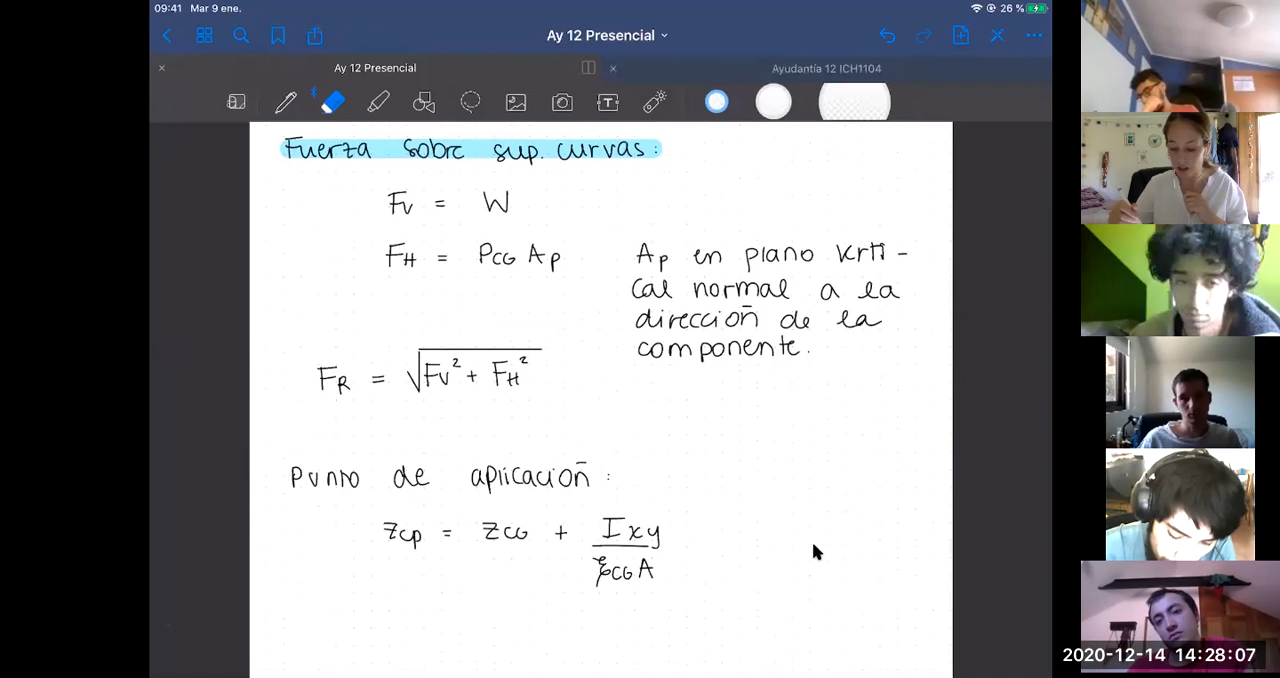 09:41 Mar 9 ene.
26 %
Ay 12 Presencial
Ay 12 Presencial
Ayudantía 12 ICH1104
Fuerza sobre sup. curvas:
Fv = W
FH = PCG Ap
Ap en plano verti-
cal normal a la
dirección de la
componente.
FR = √Fv² + FH²
Punto de aplicación:
Zcp = ZCG + Ixy
ξCG A
2020-12-14 14:28:07